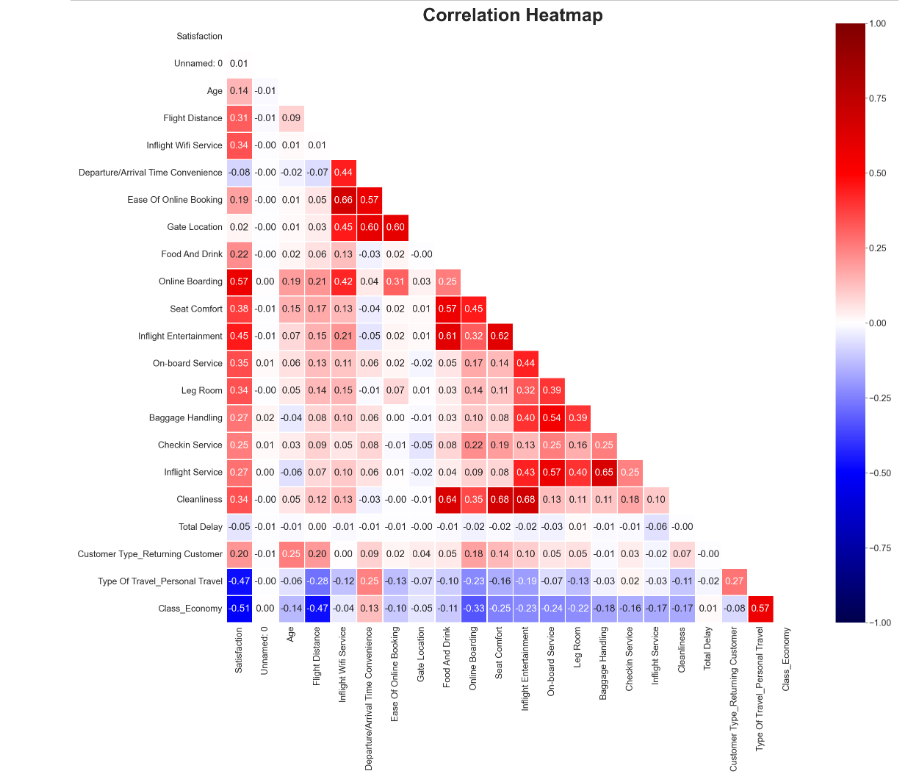 Correlation Heatmap
Satisfaction
Unnamed: 0 0.01
Age 0.14 -0.01
Flight Distance 0.31 -0.01 0.09
Inflight Wifi Service 0.34 -0.00 0.01 0.01
Departure/Arrival Time Convenience -0.08 -0.00 -0.02 -0.07 0.44
Ease Of Online Booking 0.19 -0.00 0.01 0.05 0.66 0.57
Gate Location 0.02 -0.00 -0.01 0.03 0.45 0.60 0.60
Food And Drink 0.22 -0.00 0.02 0.06 0.13 -0.03 0.02 -0.00
Online Boarding 0.57 0.00 0.19 0.21 0.42 0.04 0.31 0.03 0.25
Seat Comfort 0.38 -0.01 0.15 0.17 0.13 -0.04 0.02 0.01 0.57 0.45
Inflight Entertainment 0.45 -0.01 0.07 0.15 0.21 -0.05 0.02 0.01 0.61 0.32 0.62
On-board Service 0.35 0.01 0.06 0.13 0.11 0.06 0.02 -0.02 0.05 0.17 0.14 0.44
Leg Room 0.34 -0.00 0.05 0.14 0.15 -0.01 0.07 0.01 0.03 0.14 0.11 0.32 0.39
Baggage Handling 0.27 0.02 -0.04 0.08 0.10 0.06 0.00 -0.01 0.03 0.10 0.08 0.40 0.54 0.39
Checkin Service 0.25 0.01 0.03 0.09 0.05 0.08 -0.01 -0.05 0.08 0.22 0.19 0.13 0.25 0.16 0.25
Inflight Service 0.27 0.00 -0.06 0.07 0.10 0.06 0.01 -0.02 0.04 0.09 0.08 0.43 0.57 0.40 0.65 0.25
Cleanliness 0.34 -0.00 0.05 0.12 0.13 -0.03 -0.00 -0.01 0.64 0.35 0.68 0.68 0.13 0.11 0.11 0.18 0.10
Total Delay -0.05 -0.01 -0.01 0.00 -0.01 -0.01 -0.01 -0.00 -0.01 -0.02 -0.02 -0.02 -0.03 0.01 -0.01 -0.01 -0.06 -0.00
Customer Type_Returning Customer 0.20 -0.01 0.25 0.20 0.00 0.09 0.02 0.04 0.05 0.18 0.14 0.10 0.05 0.05 -0.01 0.03 -0.02 0.07 -0.00
Type Of Travel_Personal Travel -0.47 -0.00 -0.06 -0.28 -0.12 0.25 -0.13 -0.07 -0.10 -0.23 -0.16 -0.19 -0.07 -0.13 -0.03 0.02 -0.03 -0.11 -0.02 0.27
Class_Economy -0.51 0.00 -0.14 -0.47 -0.04 0.13 -0.10 -0.05 -0.11 -0.33 -0.25 -0.23 -0.24 -0.22 -0.18 -0.16 -0.17 -0.17 0.01 -0.08 0.57
Satisfaction
Unnamed: 0
Age
Flight Distance
Inflight Wifi Service
Departure/Arrival Time Convenience
Ease Of Online Booking
Gate Location
Food And Drink
Online Boarding
Seat Comfort
Inflight Entertainment
On-board Service
Leg Room
Baggage Handling
Checkin Service
Inflight Service
Cleanliness
Total Delay
Customer Type_Returning Customer
Type Of Travel_Personal Travel
Class_Economy
1.00
0.75
0.50
0.25
0.00
-0.25
-0.50
-0.75
-1.00